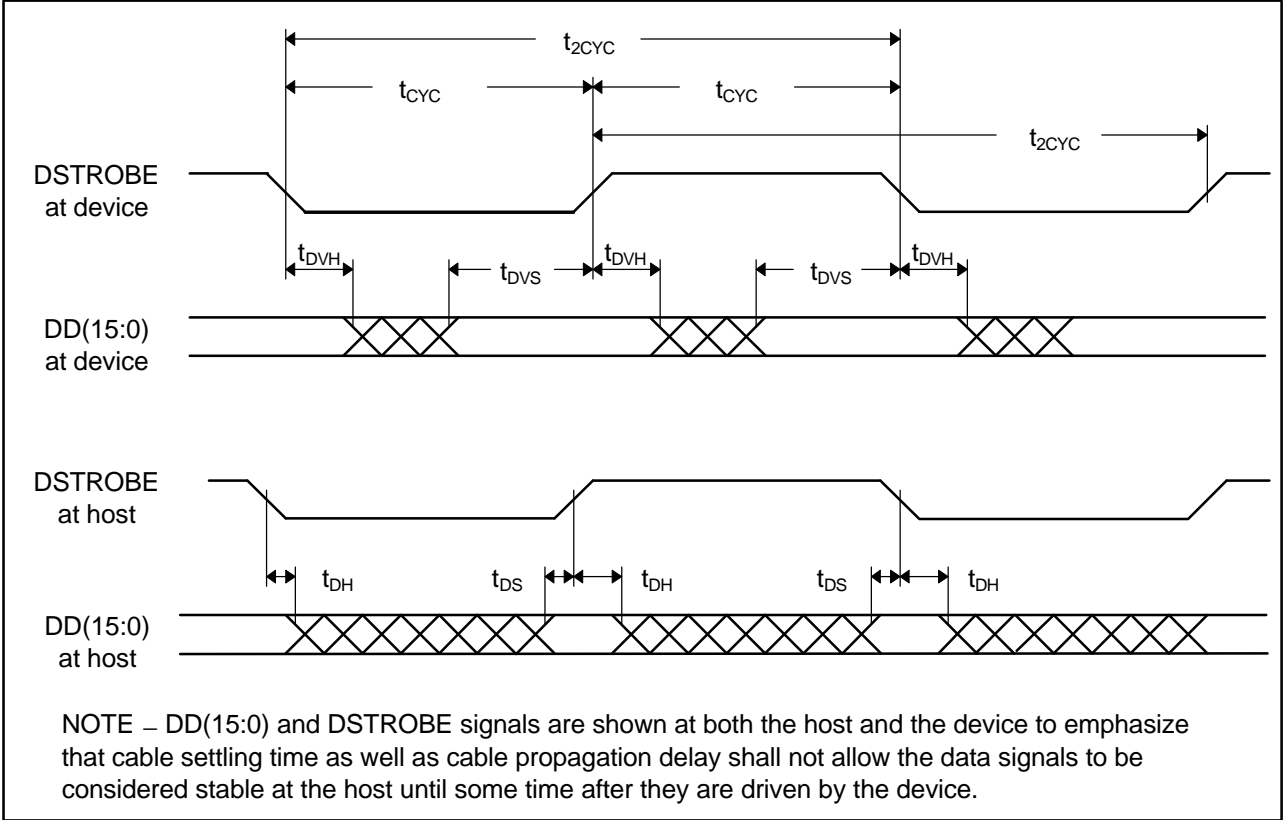 t2CYC
tCYC
tCYC
t2CYC
DSTROBE
at device
tDVH
tDVS
tDVH
tDVS
tDVH
DD(15:0)
at device
DSTROBE
at host
tDH
tDS
tDH
tDS
tDH
DD(15:0)
at host
NOTE – DD(15:0) and DSTROBE signals are shown at both the host and the device to emphasize
that cable settling time as well as cable propagation delay shall not allow the data signals to be
considered stable at the host until some time after they are driven by the device.